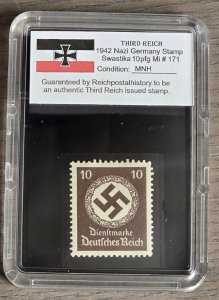 THIRD REICH
1942 Nazi Germany Stamp
Swastika 10pfg Mi # 171
Condition: MNH
Guaranteed by Reichpostalhistory to be
an authentic Third Reich issued stamp.
10 10
Dienstmarke
Deutsches Reich